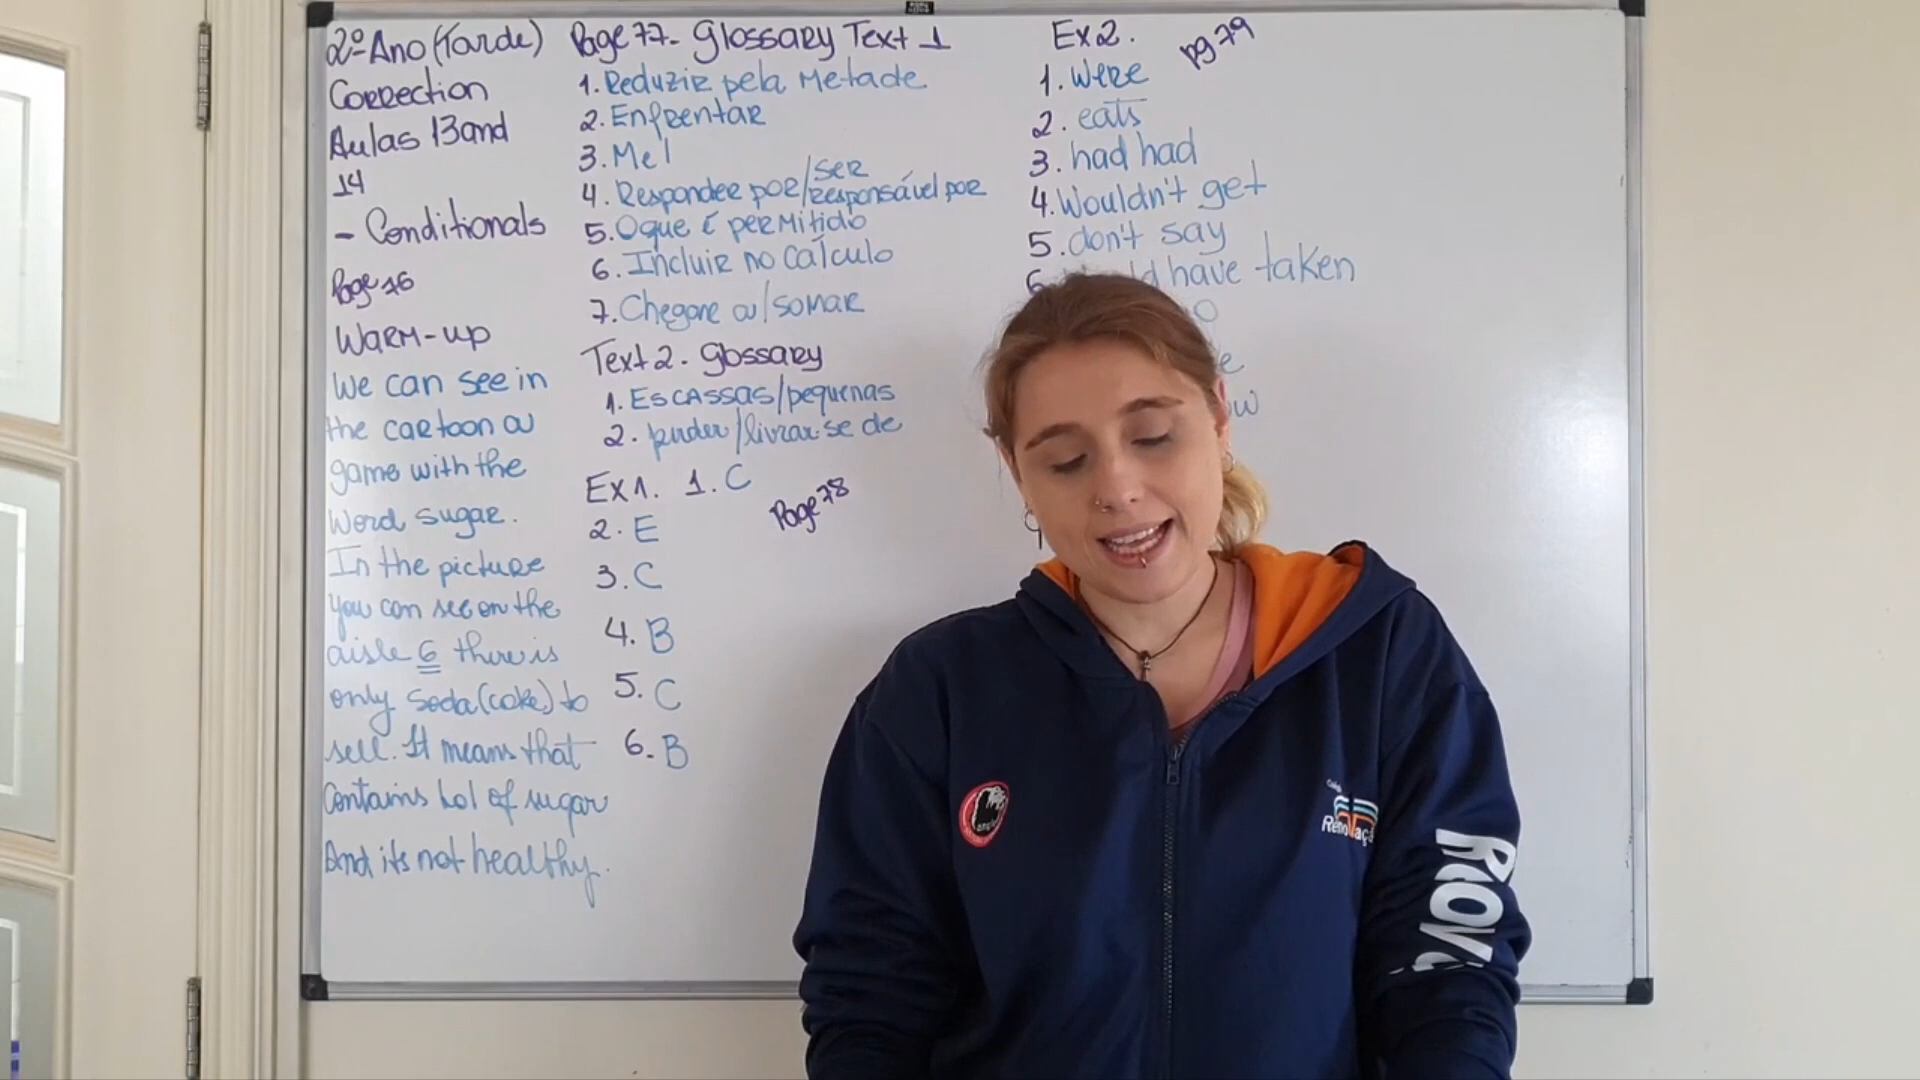 2º Ano (Tarde)
Correction
Aulas 13 and
14
- Conditionals
Page 76
Warm-up
We can see in
the cartoon a
game with the
Word sugar.
In the picture
you can see on the
aisle 6 there is
only soda (coke) to
sell. It means that
Contains lot of sugar
And its not healthy.
Page 77 - Glossary Text 1
1. Reduzir pela metade
2. Enfrentar
3. Mel
4. Responder por/ser responsável por
5. O que é permitido
6. Incluir no cálculo
7. Chegar a/somar
Text 2 - Glossary
1. Escassas/pequenas
2. /livrar-se de
Ex 1. 1. C
Page 78
2. E
3. C
4. B
5. C
6. B
Ex 2.
pg 79
1. Were
2. eats
3. had had
4. Wouldn't get
5. don't say
6. have taken
Rov